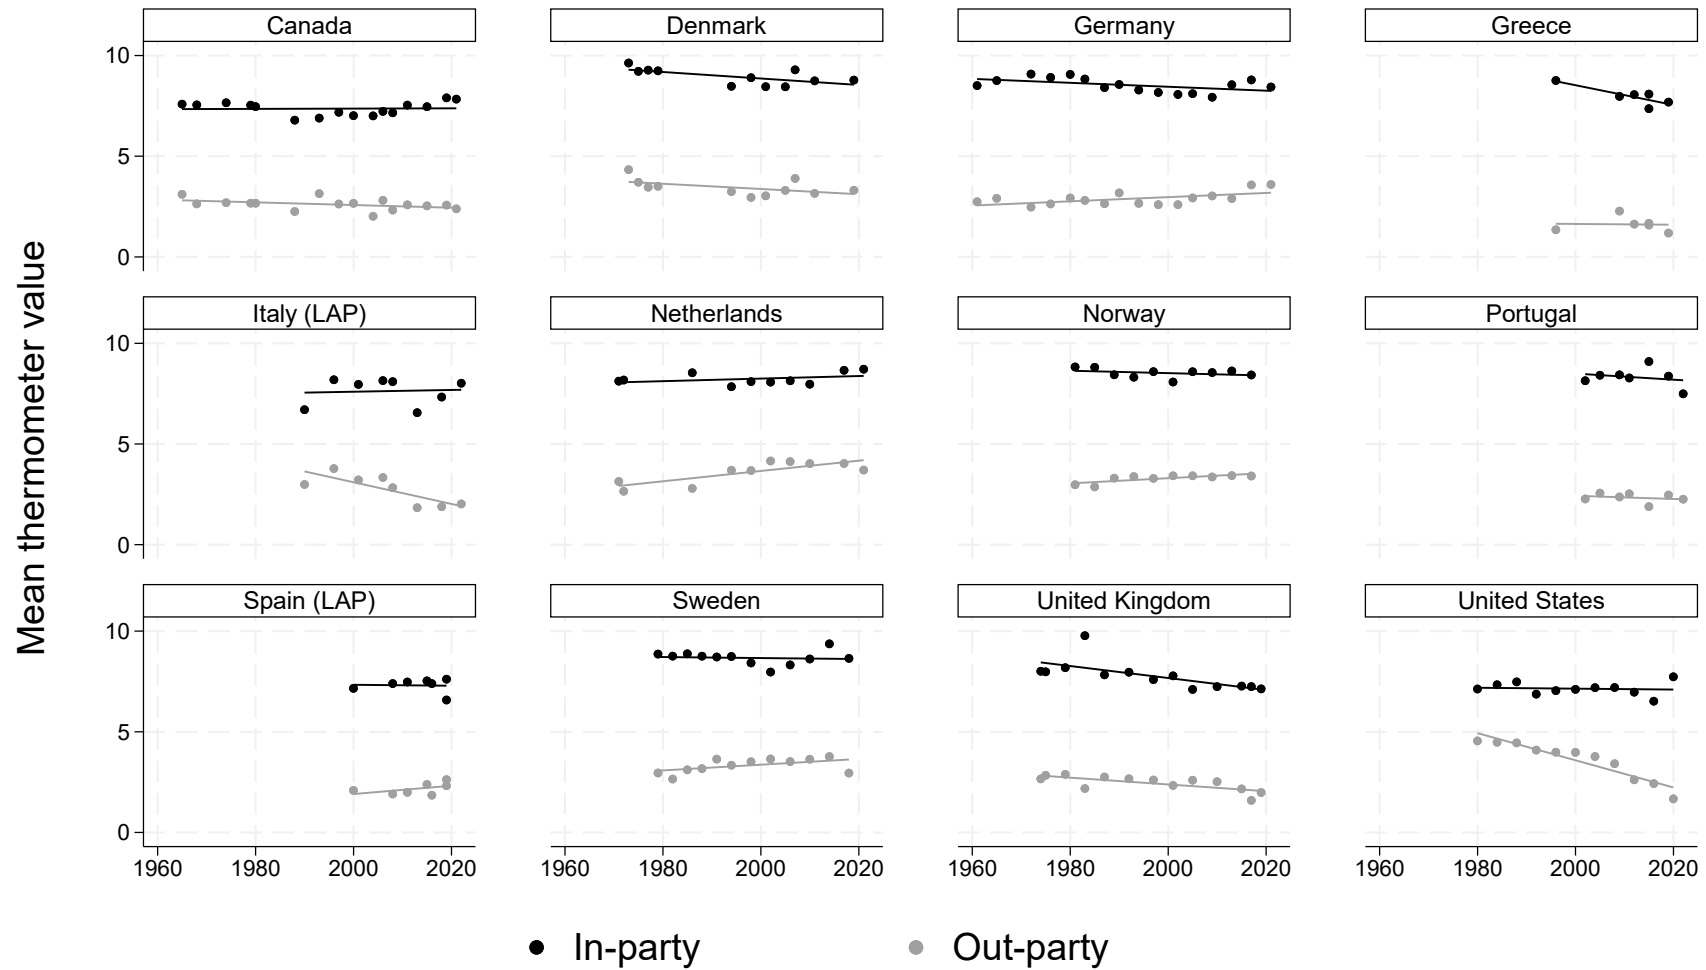 Canada Denmark Germany Greece
10
5
0
Italy (LAP) Netherlands Norway Portugal
10
5
0
Mean thermometer value
Spain (LAP) Sweden United Kingdom United States
10
5
0
1960 1980 2000 2020 1960 1980 2000 2020 1960 1980 2000 2020 1960 1980 2000 2020
In-party Out-party